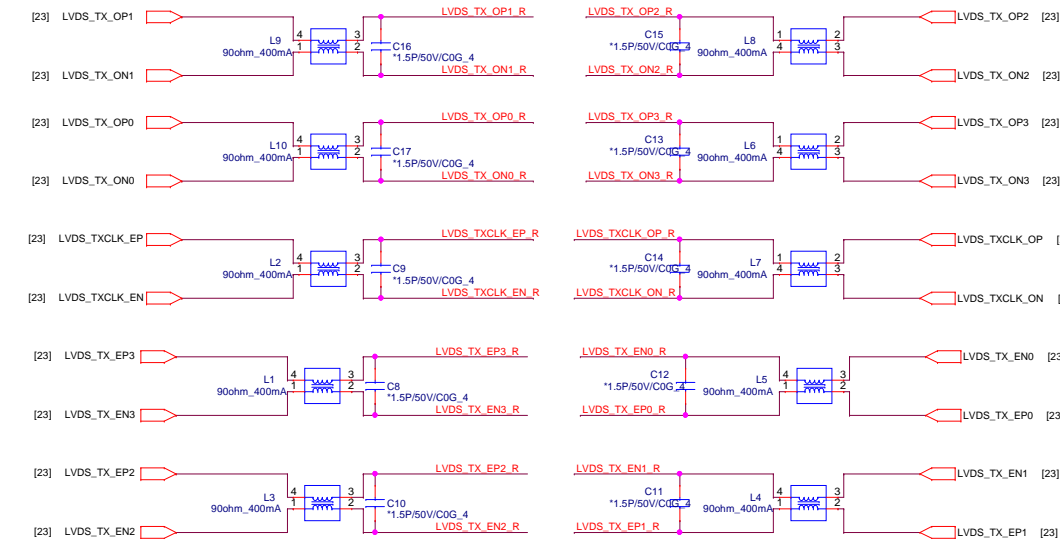 [23] LVDS_TX_OP1 LVDS_TX_OP1_R LVDS_TX_OP2_R LVDS_TX_OP2 [23]
L9 4 3 C16 C15 L8 1 2
90ohm_400mA 1 2 *1.5P/50V/C0G_4 *1.5P/50V/C0G_4 90ohm_400mA 4 3
[23] LVDS_TX_ON1 LVDS_TX_ON1_R LVDS_TX_ON2_R LVDS_TX_ON2 [23]
[23] LVDS_TX_OP0 LVDS_TX_OP0_R LVDS_TX_OP3_R LVDS_TX_OP3 [23]
L10 4 3 C17 C13 L6 1 2
90ohm_400mA 1 2 *1.5P/50V/C0G_4 *1.5P/50V/C0G_4 90ohm_400mA 4 3
[23] LVDS_TX_ON0 LVDS_TX_ON0_R LVDS_TX_ON3_R LVDS_TX_ON3 [23]
[23] LVDS_TXCLK_EP LVDS_TXCLK_EP_R LVDS_TXCLK_OP_R LVDS_TXCLK_OP [
L2 4 3 C9 C14 L7 1 2
90ohm_400mA 1 2 *1.5P/50V/C0G_4 *1.5P/50V/C0G_4 90ohm_400mA 4 3
[23] LVDS_TXCLK_EN LVDS_TXCLK_EN_R LVDS_TXCLK_ON_R LVDS_TXCLK_ON [
[23] LVDS_TX_EP3 LVDS_TX_EP3_R LVDS_TX_EN0_R LVDS_TX_EN0 [23
L1 4 3 C8 C12 L5 4 3
90ohm_400mA 1 2 *1.5P/50V/C0G_4 *1.5P/50V/C0G_4 90ohm_400mA 1 2
[23] LVDS_TX_EN3 LVDS_TX_EN3_R LVDS_TX_EP0_R LVDS_TX_EP0 [23
[23] LVDS_TX_EP2 LVDS_TX_EP2_R LVDS_TX_EN1_R LVDS_TX_EN1 [23]
L3 4 3 C10 C11 L4 4 3
90ohm_400mA 1 2 *1.5P/50V/C0G_4 *1.5P/50V/C0G_4 90ohm_400mA 1 2
[23] LVDS_TX_EN2 LVDS_TX_EN2_R LVDS_TX_EP1_R LVDS_TX_EP1 [23]